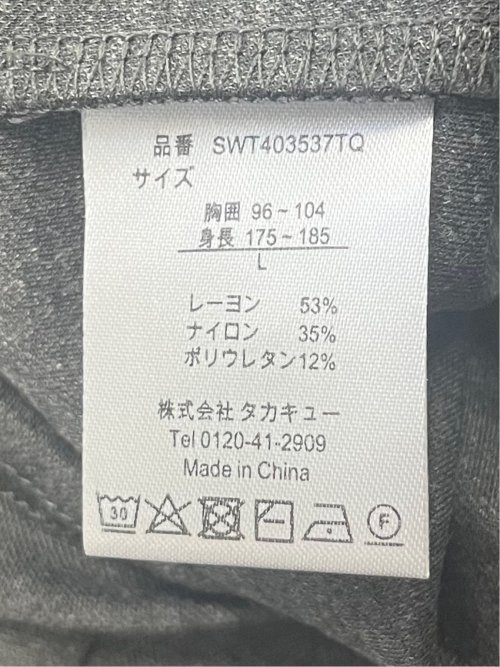 品番 SWT403537TQ
サイズ
胸囲 96~104
身長 175~185
L
レーヨン 53%
ナイロン 35%
ポリウレタン12%
株式会社 タカキュー
Tel 0120-41-2909
Made in China
30 F